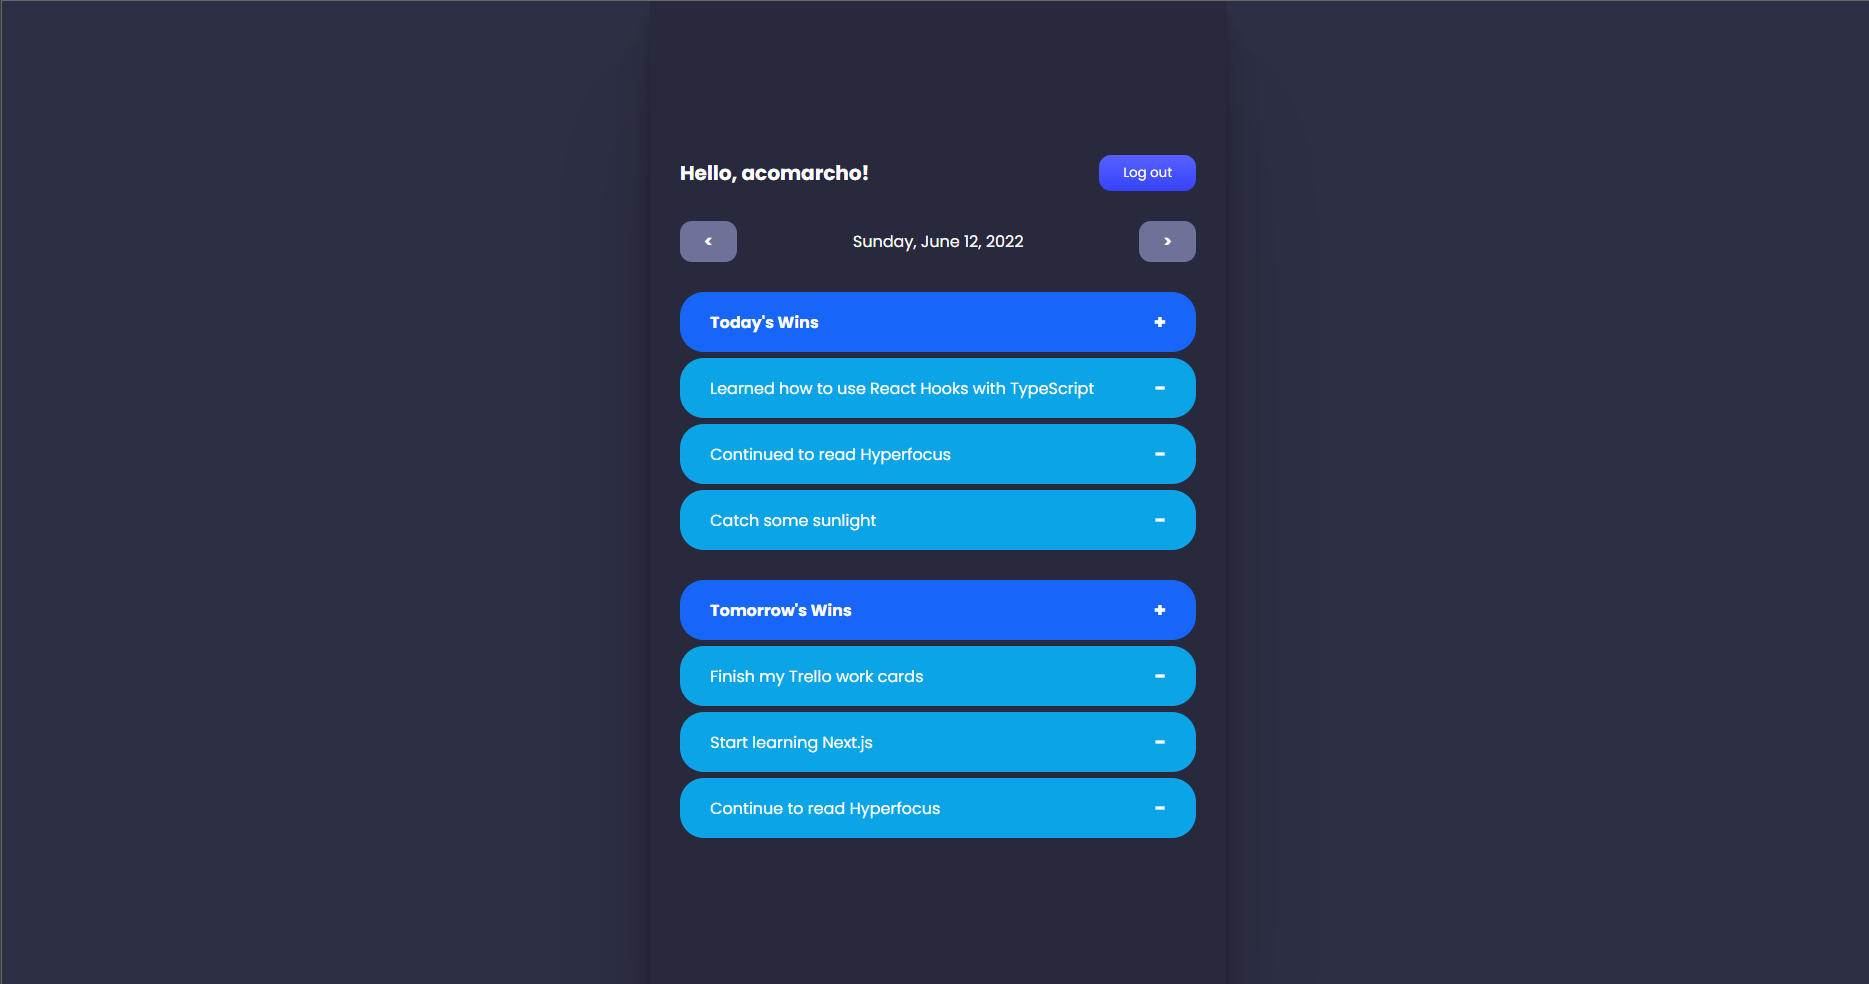 Hello, acomarcho!
Log out
< Sunday, June 12, 2022 >
Today's Wins +
Learned how to use React Hooks with TypeScript -
Continued to read Hyperfocus -
Catch some sunlight -
Tomorrow's Wins +
Finish my Trello work cards -
Start learning Next.js -
Continue to read Hyperfocus -